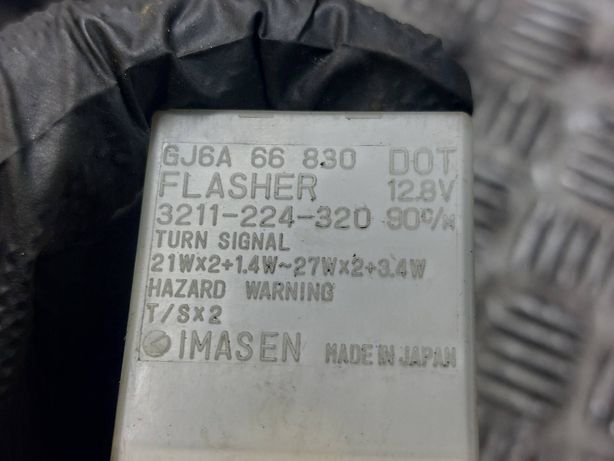 GJ6A 66 830 DOT
FLASHER 12.8V
3211-224-320 90c/M
TURN SIGNAL
21W×2+1.4W~27W×2+3.4W
HAZARD WARNING
T/S×2
IMASEN MADE IN JAPAN